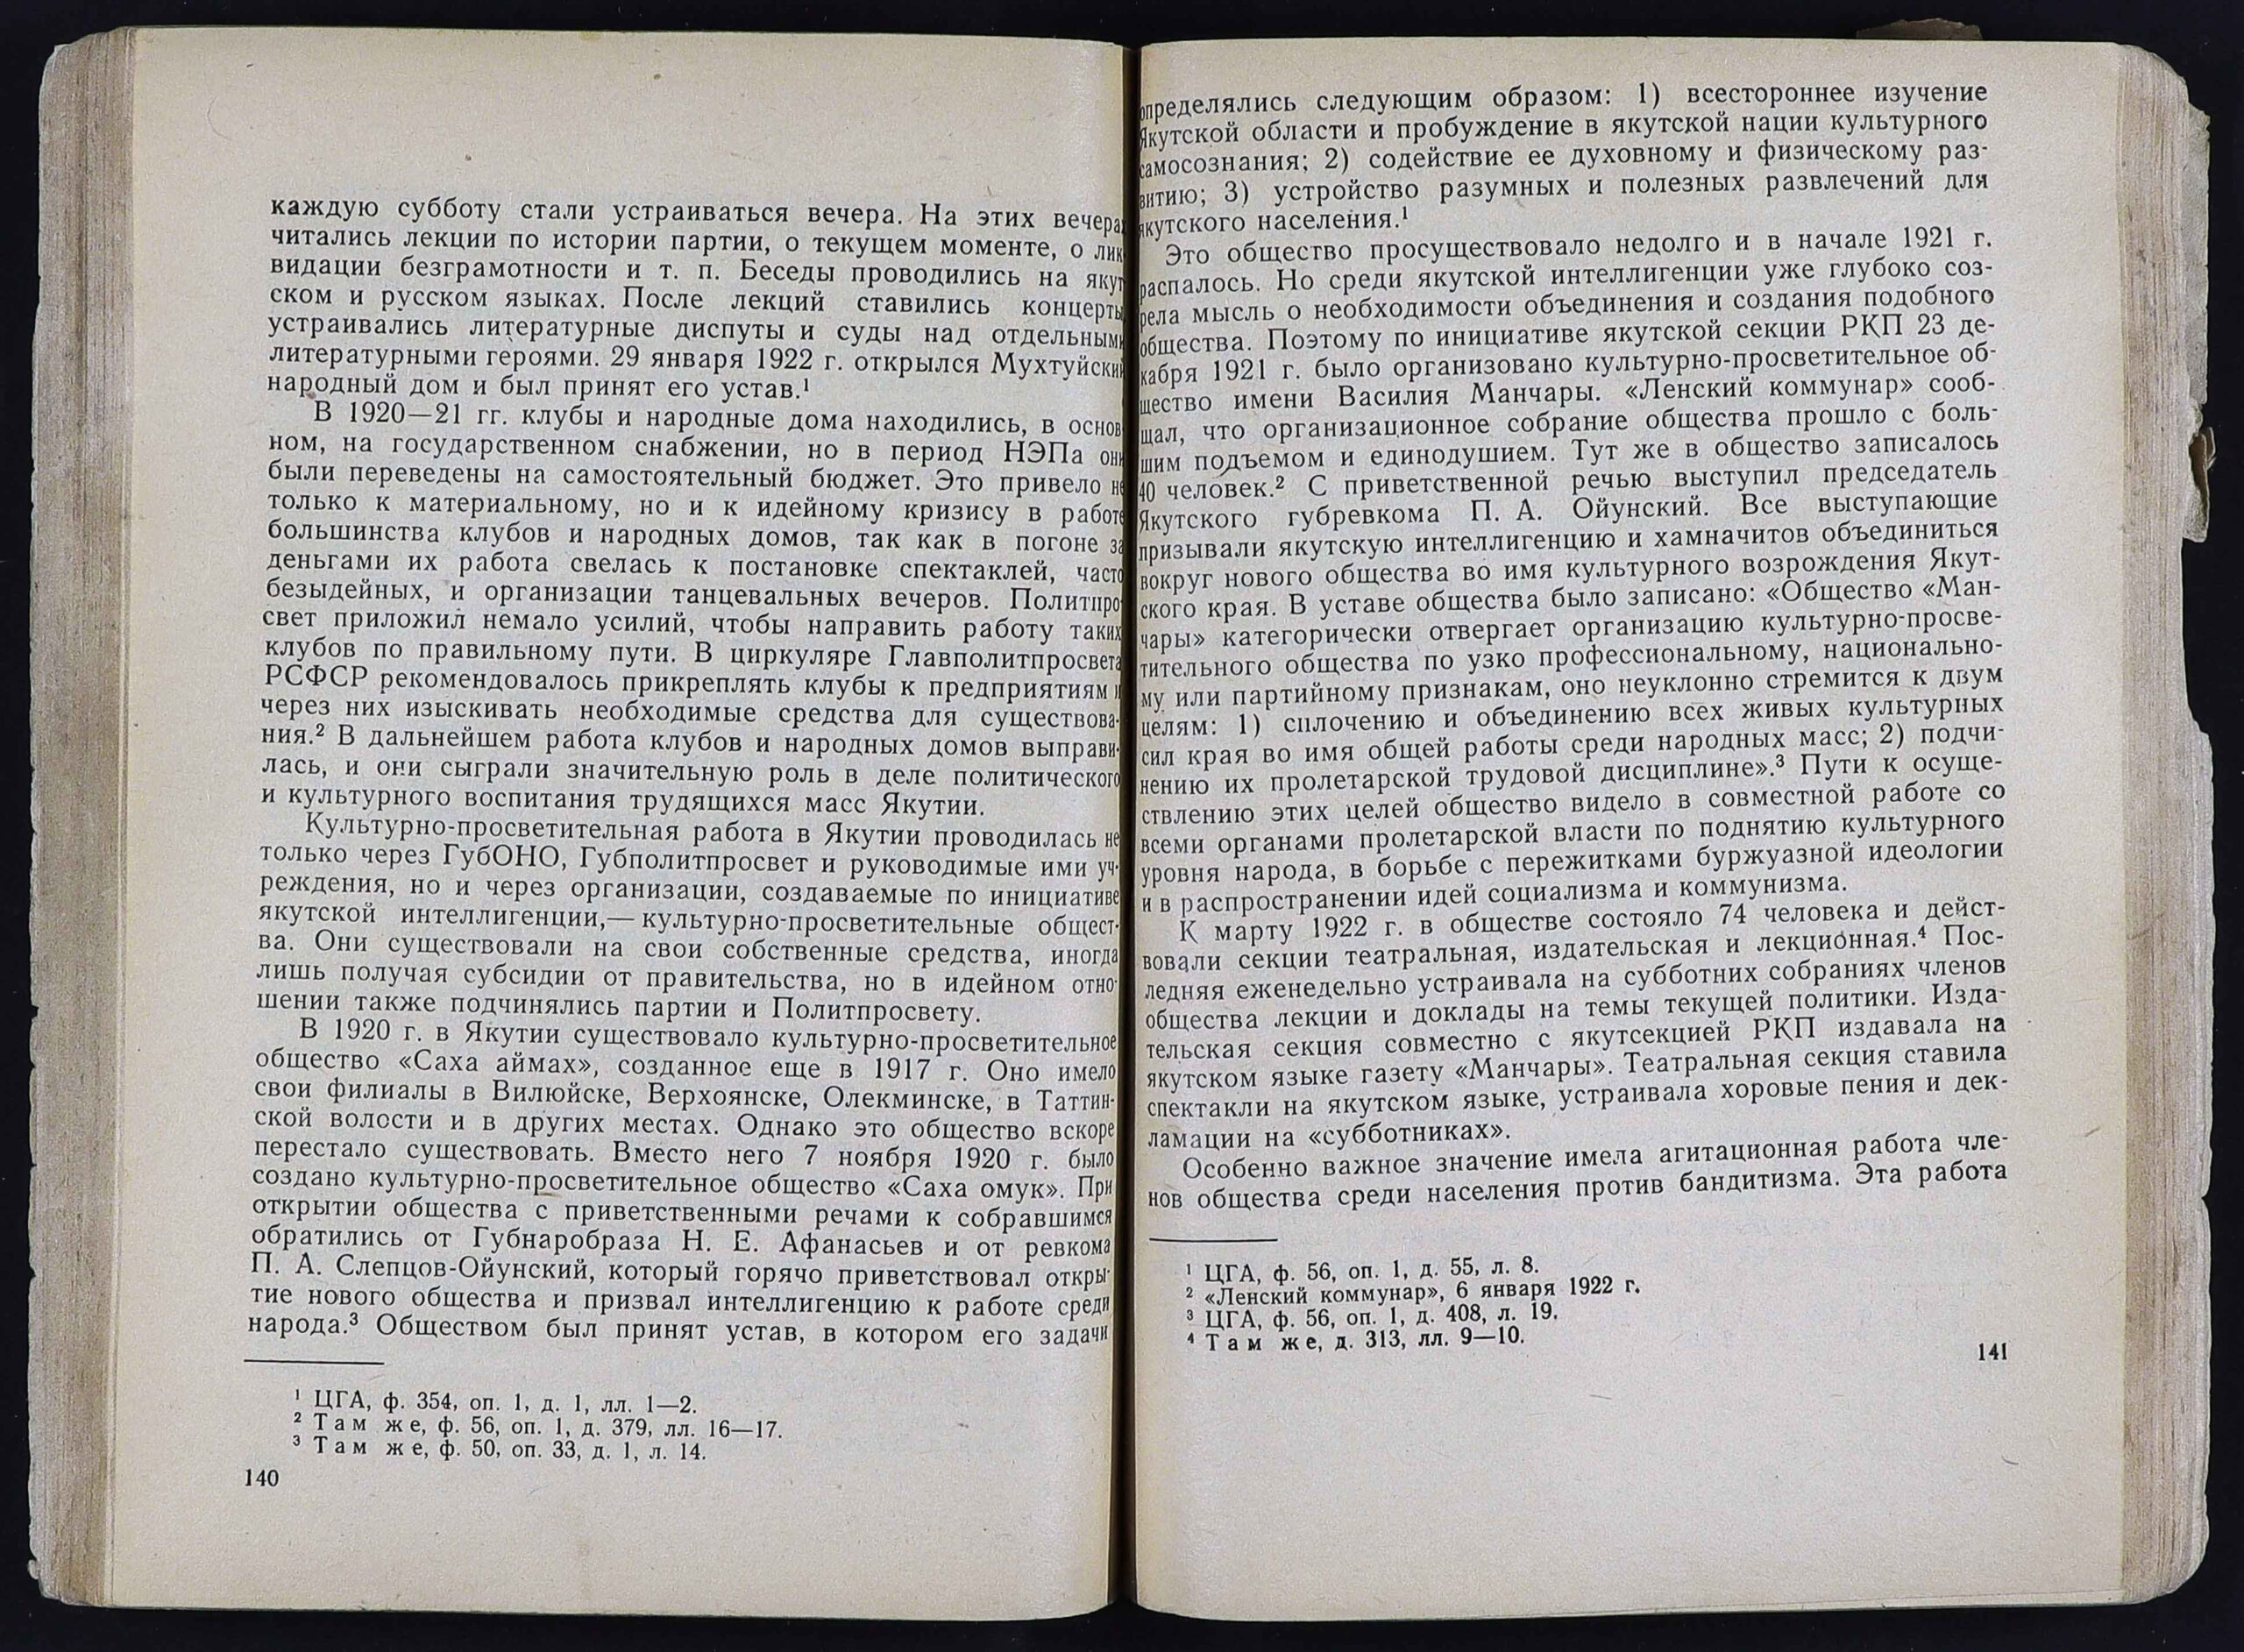 каждую субботу стали устраиваться вечера. На этих вечерах
читались лекции по истории партии, о текущем моменте, о лик-
видации безграмотности и т. п. Беседы проводились на якут-
ском и русском языках. После лекций ставились концерты,
устраивались литературные диспуты и суды над отдельными
литературными героями. 29 января 1922 г. открылся Мухтуйский
народный дом и был принят его устав.¹
В 1920—21 гг. клубы и народные дома находились, в основ-
ном, на государственном снабжении, но в период НЭПа они
были переведены на самостоятельный бюджет. Это привело не
только к материальному, но и к идейному кризису в работе
большинства клубов и народных домов, так как в погоне за
деньгами их работа свелась к постановке спектаклей, часто
безыдейных, и организации танцевальных вечеров. Политпро-
свет приложил немало усилий, чтобы направить работу таких
клубов по правильному пути. В циркуляре Главполитпросвета
РСФСР рекомендовалось прикреплять клубы к предприятиям и
через них изыскивать необходимые средства для существова-
ния.² В дальнейшем работа клубов и народных домов выправи-
лась, и они сыграли значительную роль в деле политического
и культурного воспитания трудящихся масс Якутии.
Культурно-просветительная работа в Якутии проводилась не
только через ГубОНО, Губполитпросвет и руководимые ими уч-
реждения, но и через организации, создаваемые по инициативе
якутской интеллигенции,— культурно-просветительные общест-
ва. Они существовали на свои собственные средства, иногда
лишь получая субсидии от правительства, но в идейном отно-
шении также подчинялись партии и Политпросвету.
В 1920 г. в Якутии существовало культурно-просветительное
общество «Саха аймах», созданное еще в 1917 г. Оно имело
свои филиалы в Вилюйске, Верхоянске, Олекминске, в Таттин-
ской волости и в других местах. Однако это общество вскоре
перестало существовать. Вместо него 7 ноября 1920 г. было
создано культурно-просветительное общество «Саха омук». При
открытии общества с приветственными речами к собравшимся
обратились от Губнаробраза Н. Е. Афанасьев и от ревкома
П. А. Слепцов-Ойунский, который горячо приветствовал откры-
тие нового общества и призвал интеллигенцию к работе среди
народа.³ Обществом был принят устав, в котором его задачи
¹ ЦГА, ф. 354, оп. 1, д. 1, лл. 1—2.
² Там же, ф. 56, оп. 1, д. 379, лл. 16—17.
³ Там же, ф. 50, оп. 33, д. 1, л. 14.
140
определялись следующим образом: 1) всестороннее изучение
Якутской области и пробуждение в якутской нации культурного
самосознания; 2) содействие ее духовному и физическому раз-
витию; 3) устройство разумных и полезных развлечений для
якутского населения.¹
Это общество просуществовало недолго и в начале 1921 г.
распалось. Но среди якутской интеллигенции уже глубоко соз-
рела мысль о необходимости объединения и создания подобного
общества. Поэтому по инициативе якутской секции РКП 23 де-
кабря 1921 г. было организовано культурно-просветительное об-
щество имени Василия Манчары. «Ленский коммунар» сооб-
щал, что организационное собрание общества прошло с боль-
шим подъемом и единодушием. Тут же в общество записалось
40 человек.² С приветственной речью выступил председатель
Якутского губревкома П. А. Ойунский. Все выступающие
призывали якутскую интеллигенцию и хамначитов объединиться
вокруг нового общества во имя культурного возрождения Якут-
ского края. В уставе общества было записано: «Общество «Ман-
чары» категорически отвергает организацию культурно-просве-
тительного общества по узко профессиональному, национально-
му или партийному признакам, оно неуклонно стремится к двум
целям: 1) сплочению и объединению всех живых культурных
сил края во имя общей работы среди народных масс; 2) подчи-
нению их пролетарской трудовой дисциплине».³ Пути к осуще-
ствлению этих целей общество видело в совместной работе со
всеми органами пролетарской власти по поднятию культурного
уровня народа, в борьбе с пережитками буржуазной идеологии
и в распространении идей социализма и коммунизма.
К марту 1922 г. в обществе состояло 74 человека и дейст-
вовали секции театральная, издательская и лекционная.⁴ Пос-
ледняя еженедельно устраивала на субботних собраниях членов
общества лекции и доклады на темы текущей политики. Изда-
тельская секция совместно с якутсекцией РКП издавала на
якутском языке газету «Манчары». Театральная секция ставила
спектакли на якутском языке, устраивала хоровые пения и дек-
ламации на «субботниках».
Особенно важное значение имела агитационная работа чле-
нов общества среди населения против бандитизма. Эта работа
¹ ЦГА, ф. 56, оп. 1, д. 55, л. 8.
² «Ленский коммунар», 6 января 1922 г.
³ ЦГА, ф. 56, оп. 1, д. 408, л. 19.
⁴ Там же, д. 313, лл. 9—10.
141